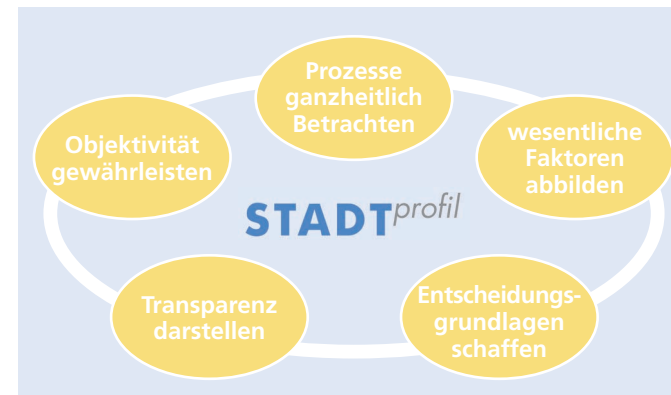 Prozesse
ganzheitlich
Betrachten
Objektivität
gewährleisten
wesentliche
Faktoren
abbilden
STADTprofil
Transparenz
darstellen
Entscheidungs-
grundlagen
schaffen